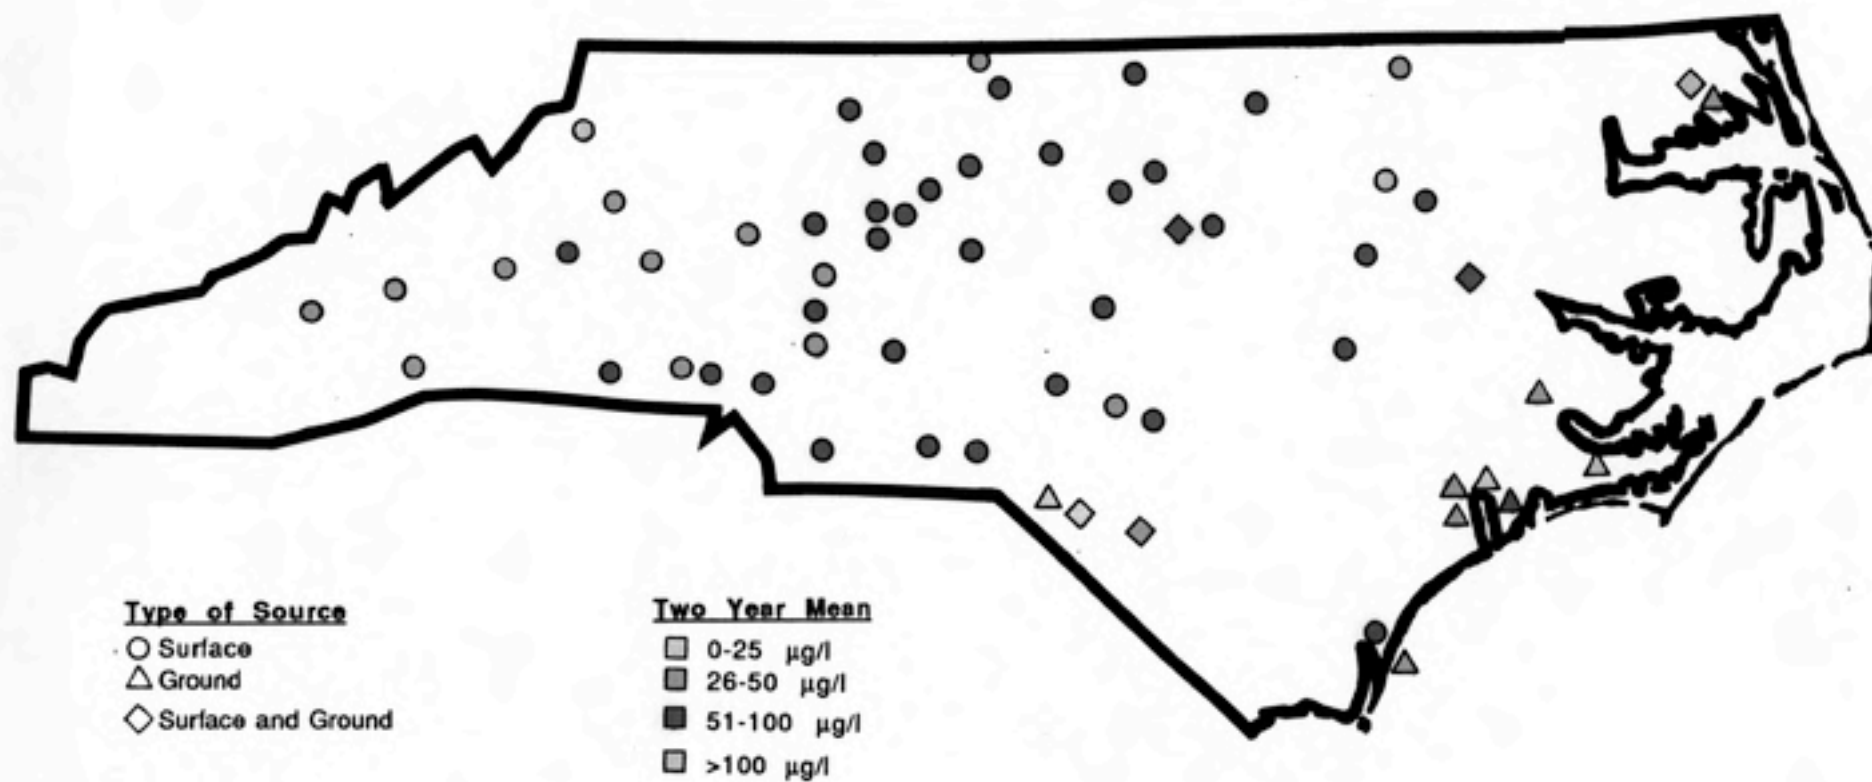 Type of Source
Surface
Ground
Surface and Ground
Two Year Mean
0-25 µg/l
26-50 µg/l
51-100 µg/l
>100 µg/l